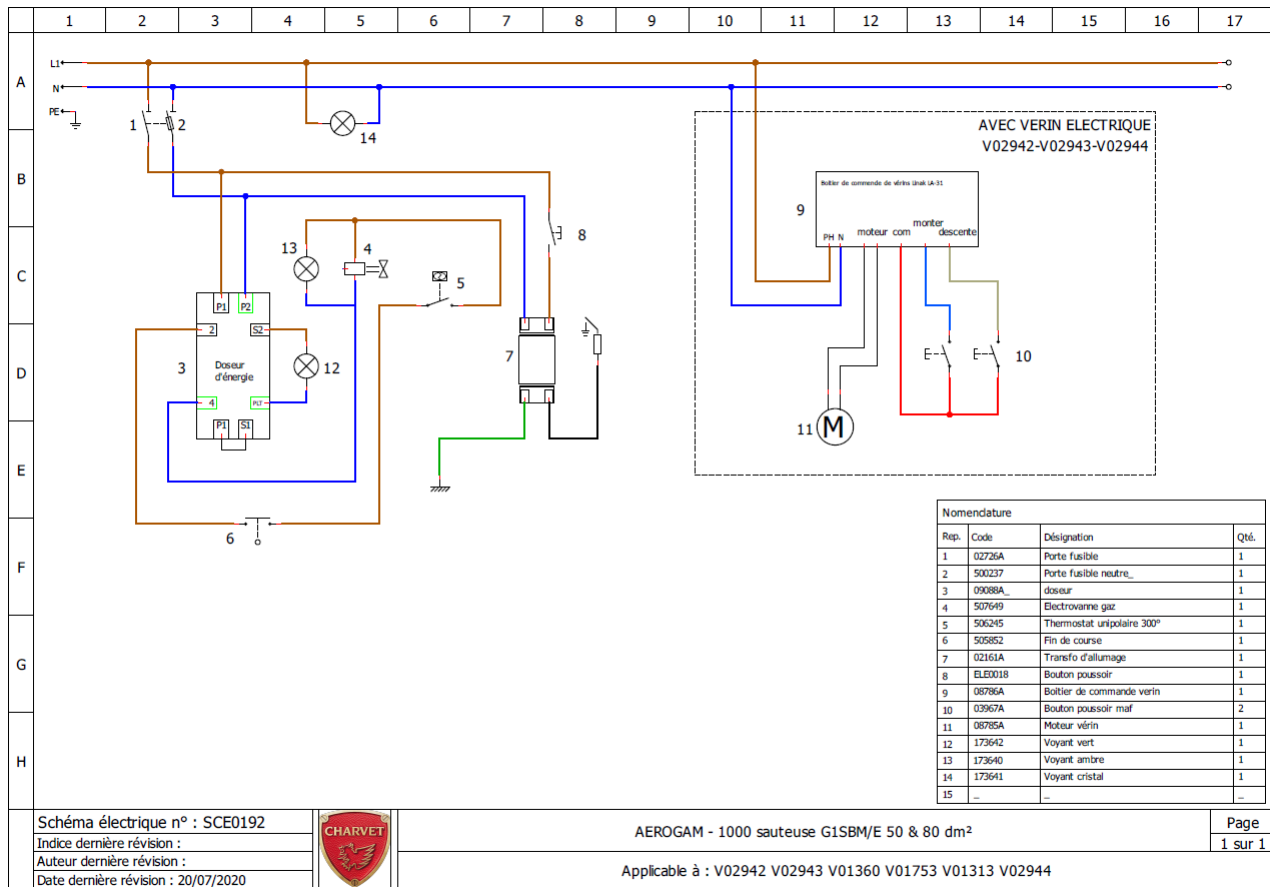 1 2 3 4 5 6 7 8 9 10 11 12 13 14 15 16 17
A
B
C
D
E
F
G
H
L1
N
PE
1
2
14
AVEC VERIN ELECTRIQUE
V02942-V02943-V02944
Boîtier de commande de vérins Linak LA-31
9
monter
PH N moteur com descente
8
13
4
5
P1 P2
2 S2
3
Doseur
d'énergie
12
4 PLT
P1 S1
7
10
11 M
6
Nomenclature
Rep. Code Désignation Qté.
1 02726A Porte fusible 1
2 500237 Porte fusible neutre_ 1
3 09088A_ doseur 1
4 507649 Electrovanne gaz 1
5 506245 Thermostat unipolaire 300° 1
6 505852 Fin de course 1
7 02161A Transfo d'allumage 1
8 ELE0018 Bouton poussoir 1
9 08786A Boitier de commande verin 1
10 03967A Bouton poussoir maf 2
11 08785A Moteur vérin 1
12 173642 Voyant vert 1
13 173640 Voyant ambre 1
14 173641 Voyant cristal 1
15 _ _ _
Schéma électrique n° : SCE0192
Indice dernière révision :
Auteur dernière révision :
Date dernière révision : 20/07/2020
CHARVET
AEROGAM - 1000 sauteuse G1SBM/E 50 & 80 dm²
Applicable à : V02942 V02943 V01360 V01753 V01313 V02944
Page
1 sur 1